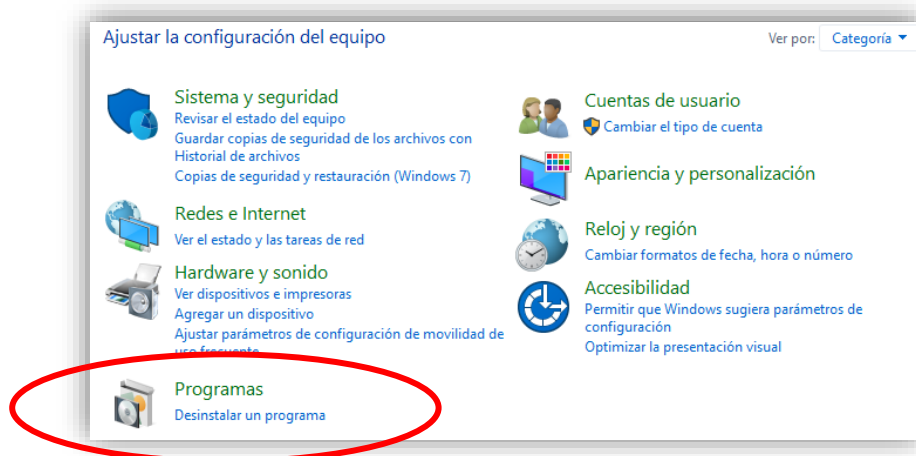 Ajustar la configuración del equipo
Ver por: Categoría
Sistema y seguridad
Revisar el estado del equipo
Guardar copias de seguridad de los archivos con
Historial de archivos
Copias de seguridad y restauración (Windows 7)
Redes e Internet
Ver el estado y las tareas de red
Hardware y sonido
Ver dispositivos e impresoras
Agregar un dispositivo
Ajustar parámetros de configuración de movilidad de
uso frecuente
Programas
Desinstalar un programa
Cuentas de usuario
Cambiar el tipo de cuenta
Apariencia y personalización
Reloj y región
Cambiar formatos de fecha, hora o número
Accesibilidad
Permitir que Windows sugiera parámetros de
configuración
Optimizar la presentación visual